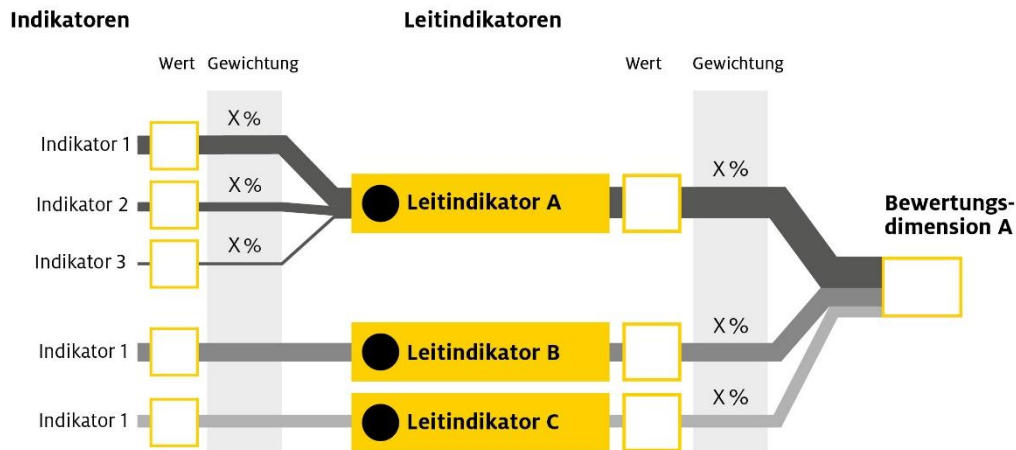 Indikatoren
Leitindikatoren
Wert Gewichtung
Wert Gewichtung
X %
Indikator 1
X %
Indikator 2
X %
Indikator 3
Leitindikator A
X %
Bewertungs-
dimension A
Indikator 1
Leitindikator B
X %
Indikator 1
Leitindikator C
X %